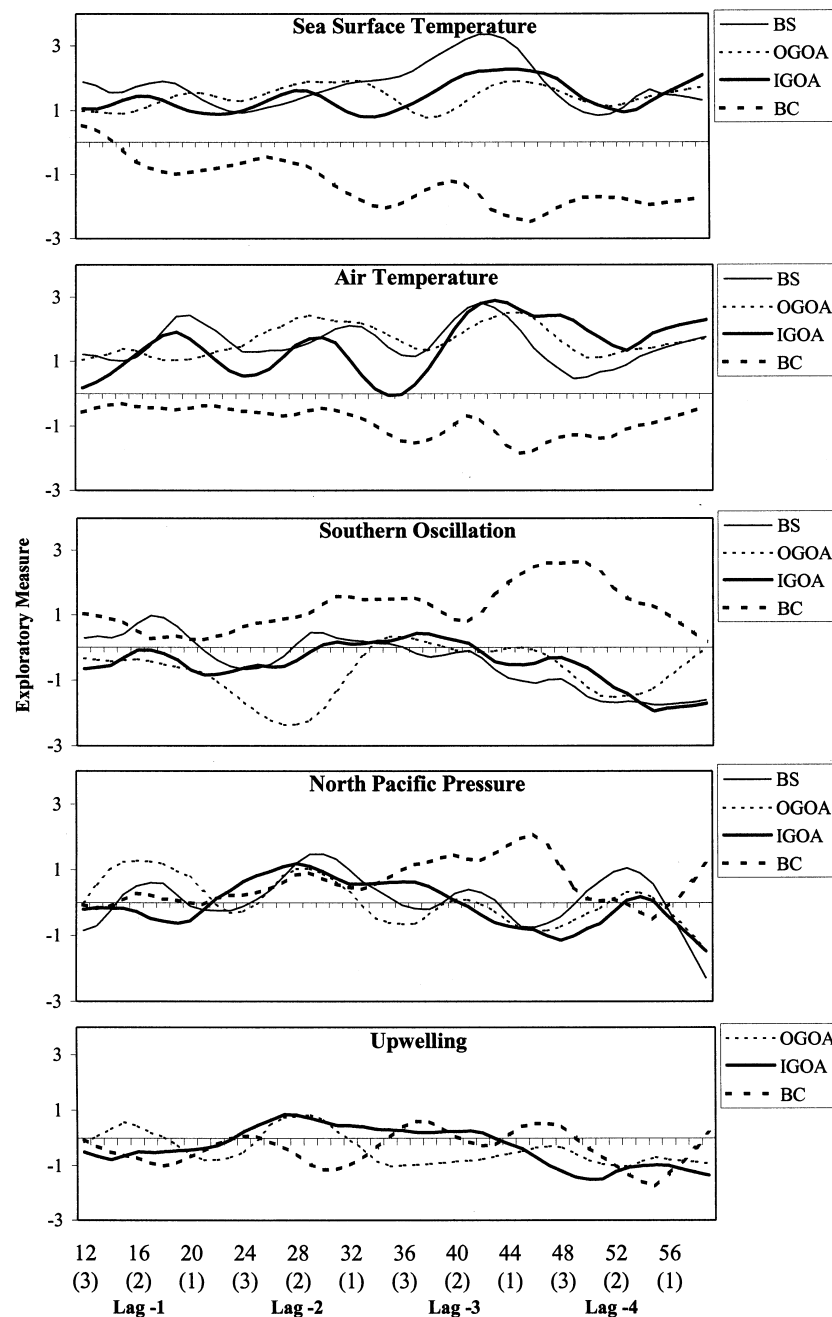 Sea Surface Temperature
3
1
-1
-3
BS
OGOA
IGOA
BC
Air Temperature
3
1
-1
-3
BS
OGOA
IGOA
BC
Exploratory Measure
Southern Oscillation
3
1
-1
-3
BS
OGOA
IGOA
BC
North Pacific Pressure
3
1
-1
-3
BS
OGOA
IGOA
BC
Upwelling
3
1
-1
-3
OGOA
IGOA
BC
12 16 20 24 28 32 36 40 44 48 52 56
(3) (2) (1) (3) (2) (1) (3) (2) (1) (3) (2) (1)
Lag -1 Lag -2 Lag -3 Lag -4